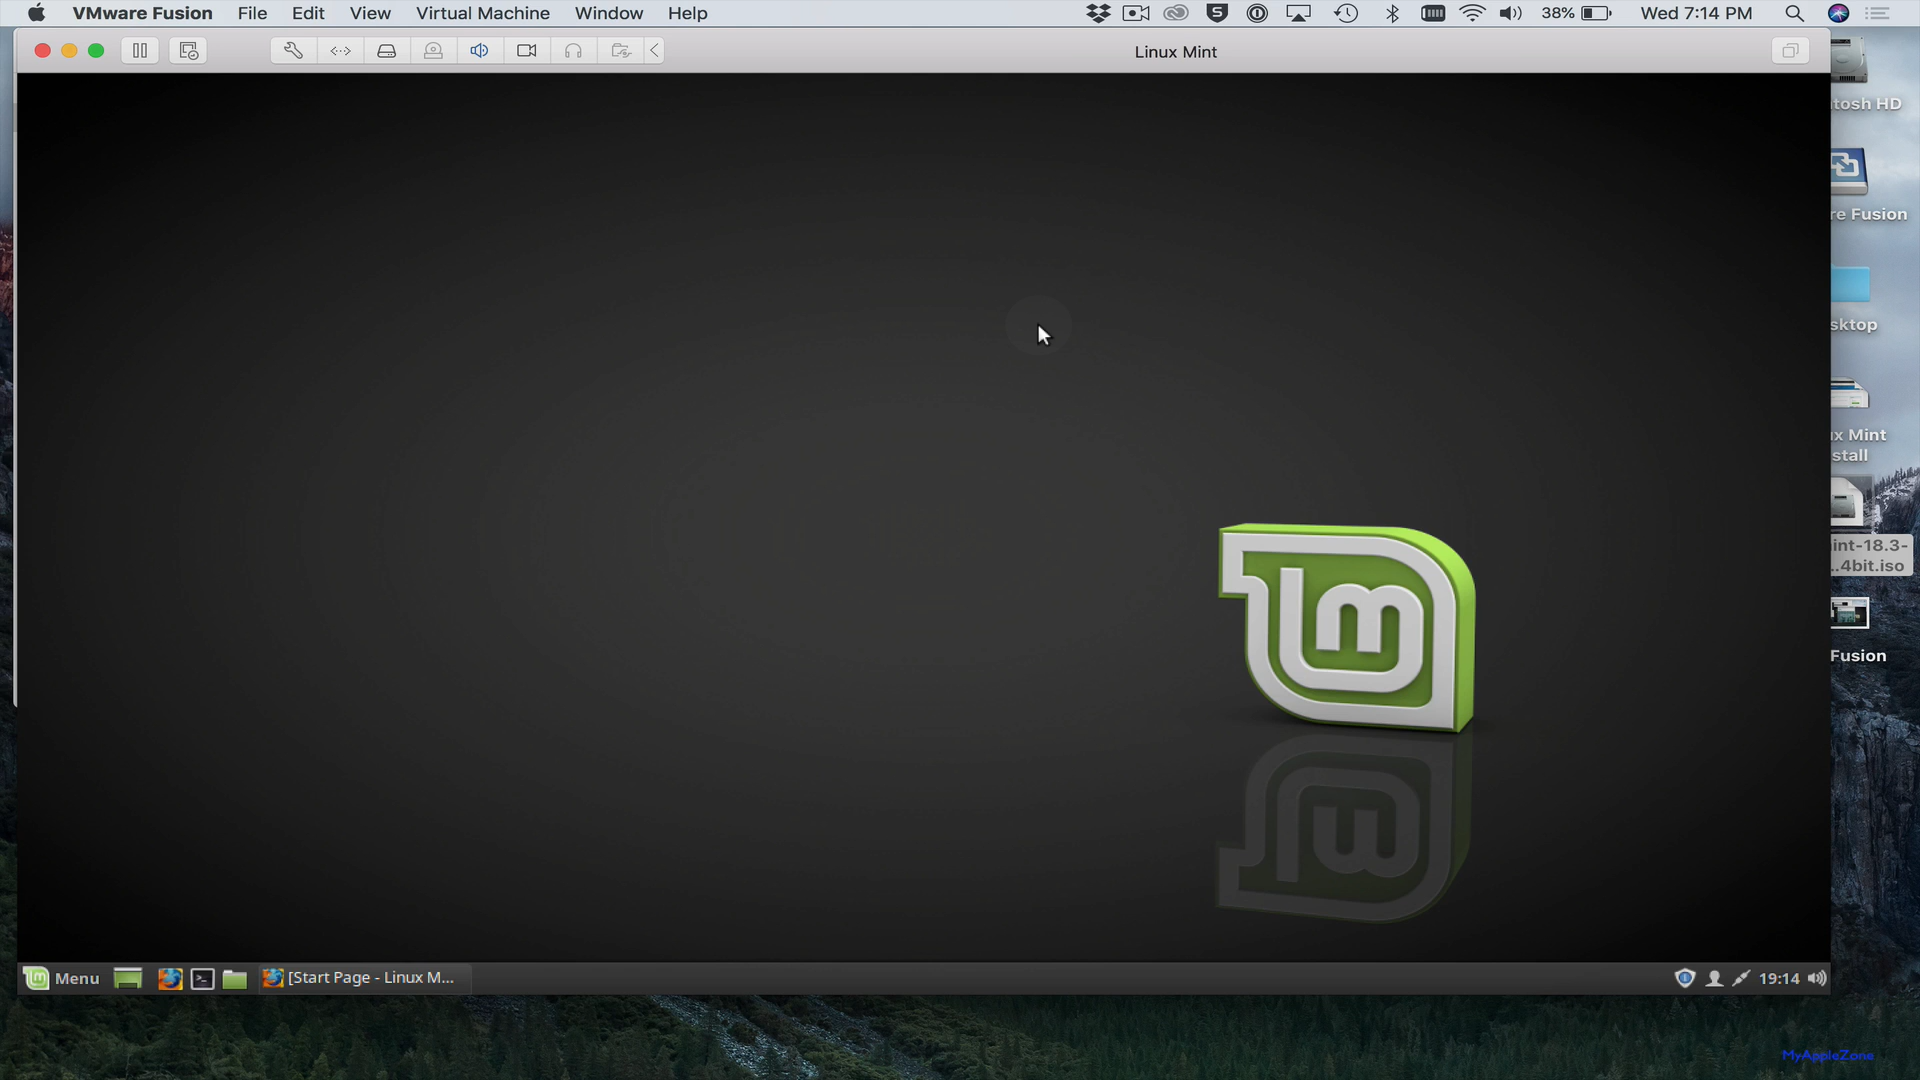 VMware Fusion File Edit View Virtual Machine Window Help 38% Wed 7:14 PM
Linux Mint
tosh HD
re Fusion
sktop
x Mint
stall
int-18.3-
...4bit.iso
Fusion
Menu [Start Page - Linux M... 19:14
MyAppleZone